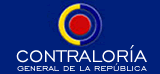 CONTRALORÍA
GENERAL DE LA REPÚBLICA